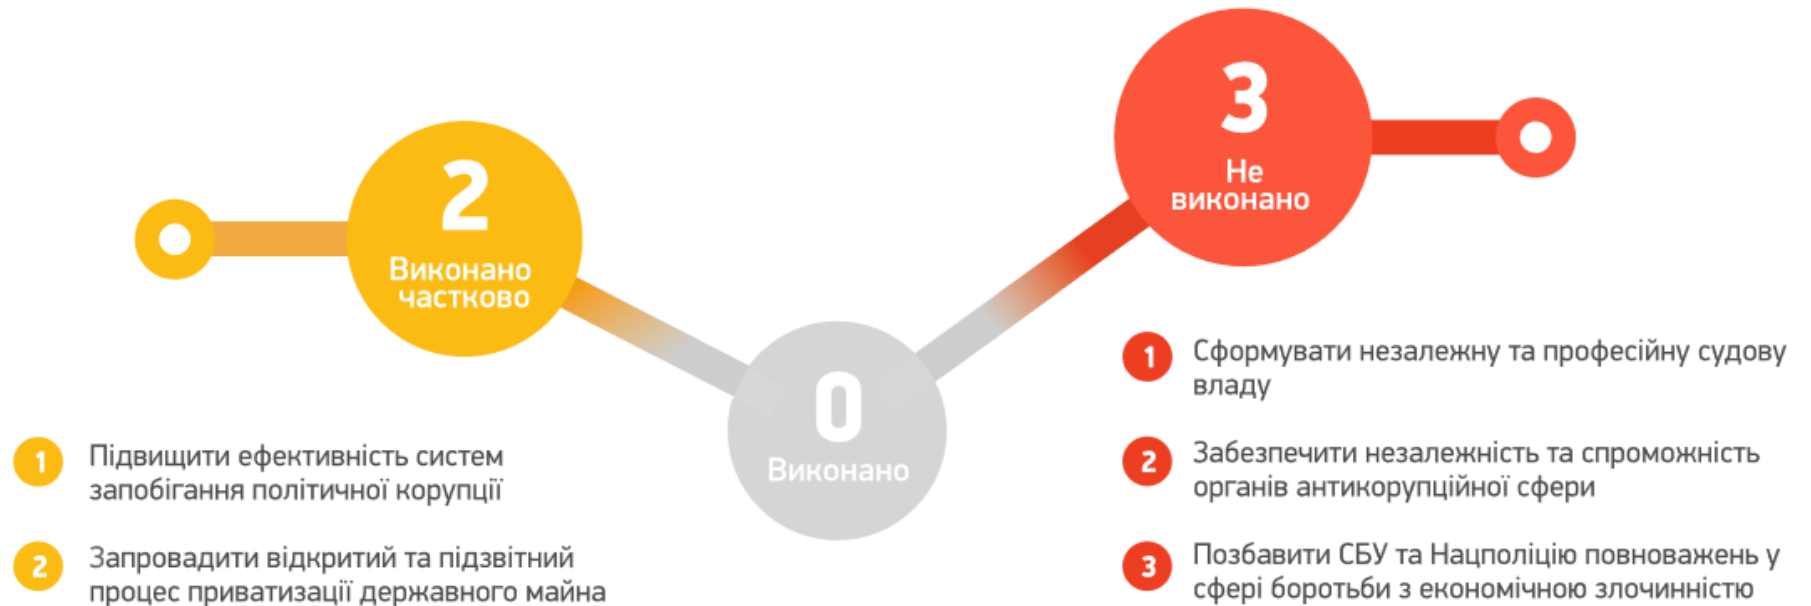 2
Виконано
частково
1
Підвищити ефективність систем
запобігання політичної корупції
2
Запровадити відкритий та підзвітний
процес приватизації державного майна
0
Виконано
3
Не
виконано
1
Сформувати незалежну та професійну судову
владу
2
Забезпечити незалежність та спроможність
органів антикорупційної сфери
3
Позбавити СБУ та Нацполіцію повноважень у
сфері боротьби з економічною злочинністю